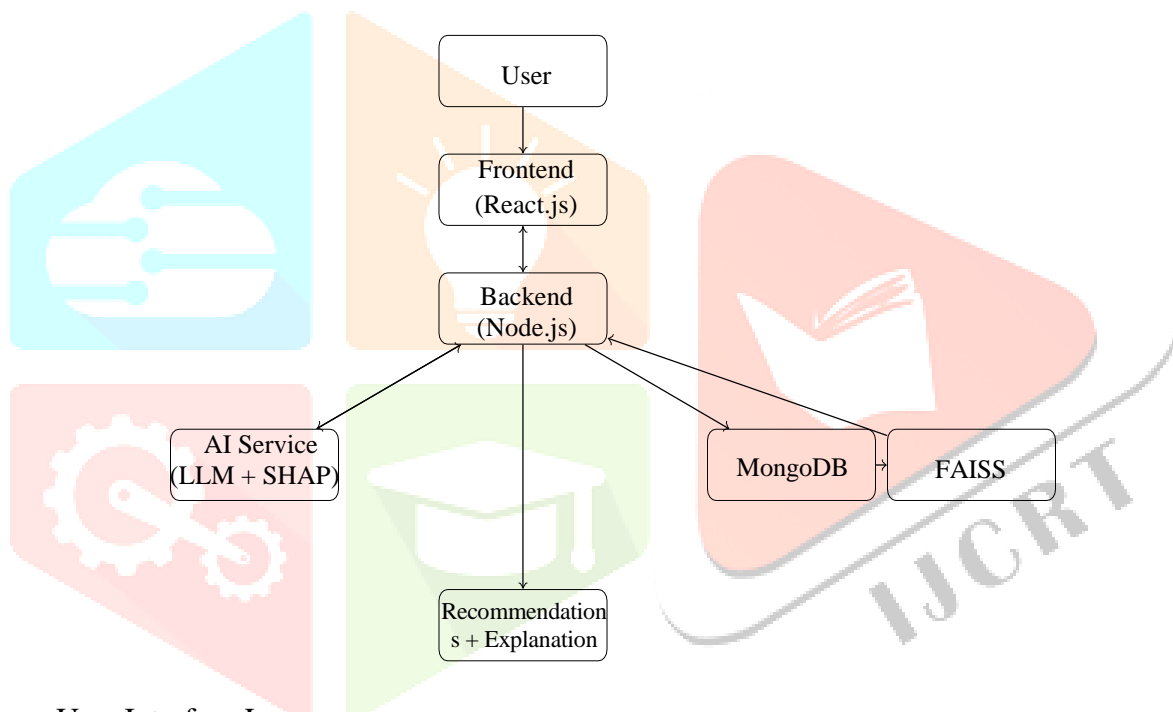 User
Frontend
(React.js)
Backend
(Node.js)
AI Service
(LLM + SHAP)
MongoDB
FAISS
Recommendation
s + Explanation
IJCRT